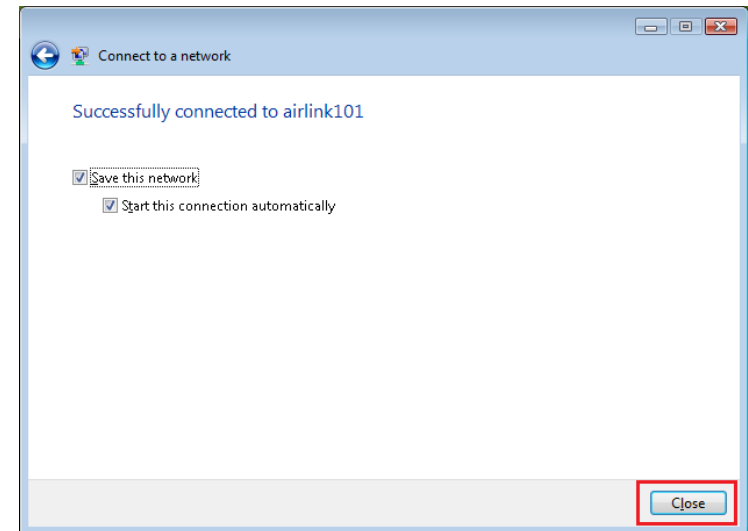 Connect to a network
Successfully connected to airlink101
Save this network
Start this connection automatically
Close